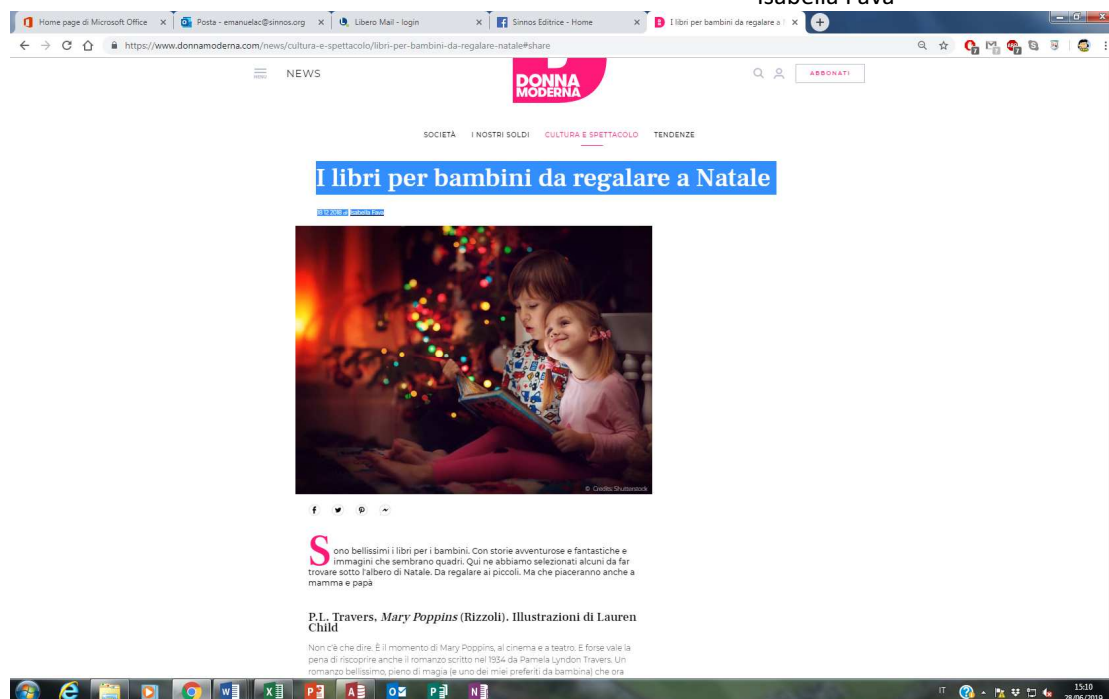 Isabella Fava
Home page di Microsoft Office
Posta - emanuelac@sinnos.org
Libero Mail - login
Sinnos Editrice - Home
I libri per bambini da regalare a
https://www.donnamoderna.com/news/cultura-e-spettacolo/libri-per-bambini-da-regalare-natale#share
MENU
NEWS
DONNA
MODERNA
ABBONATI
SOCIETÀ I NOSTRI SOLDI CULTURA E SPETTACOLO TENDENZE
I libri per bambini da regalare a Natale
Isabella Fava
© Credits: Shutterstock
Sono bellissimi i libri per i bambini. Con storie avventurose e fantastiche e
immagini che sembrano quadri. Qui ne abbiamo selezionati alcuni da far
trovare sotto l'albero di Natale. Da regalare ai piccoli. Ma che piaceranno anche a
mamma e papà
P.L. Travers, Mary Poppins (Rizzoli). Illustrazioni di Lauren
Child
Non c'è che dire. È il momento di Mary Poppins, al cinema e a teatro. E forse vale la
pena di riscoprire anche il romanzo scritto nel 1934 da Pamela Lyndon Travers. Un
romanzo bellissimo, pieno di magia (e uno dei miei preferiti da bambina) che ora
IT
15:10
28/06/2019